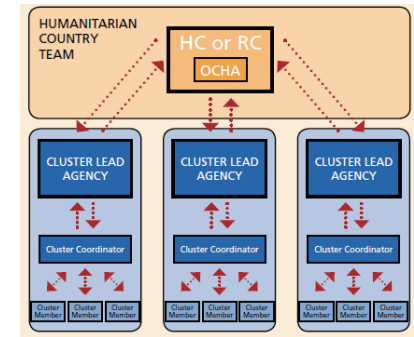 HUMANITARIAN
COUNTRY
TEAM
HC or RC
OCHA
CLUSTER LEAD
AGENCY
CLUSTER LEAD
AGENCY
CLUSTER LEAD
AGENCY
Cluster Coordinator
Cluster Coordinator
Cluster Coordinator
Cluster
Member
Cluster
Member
Cluster
Member
Cluster
Member
Cluster
Member
Cluster
Member
Cluster
Member
Cluster
Member
Cluster
Member